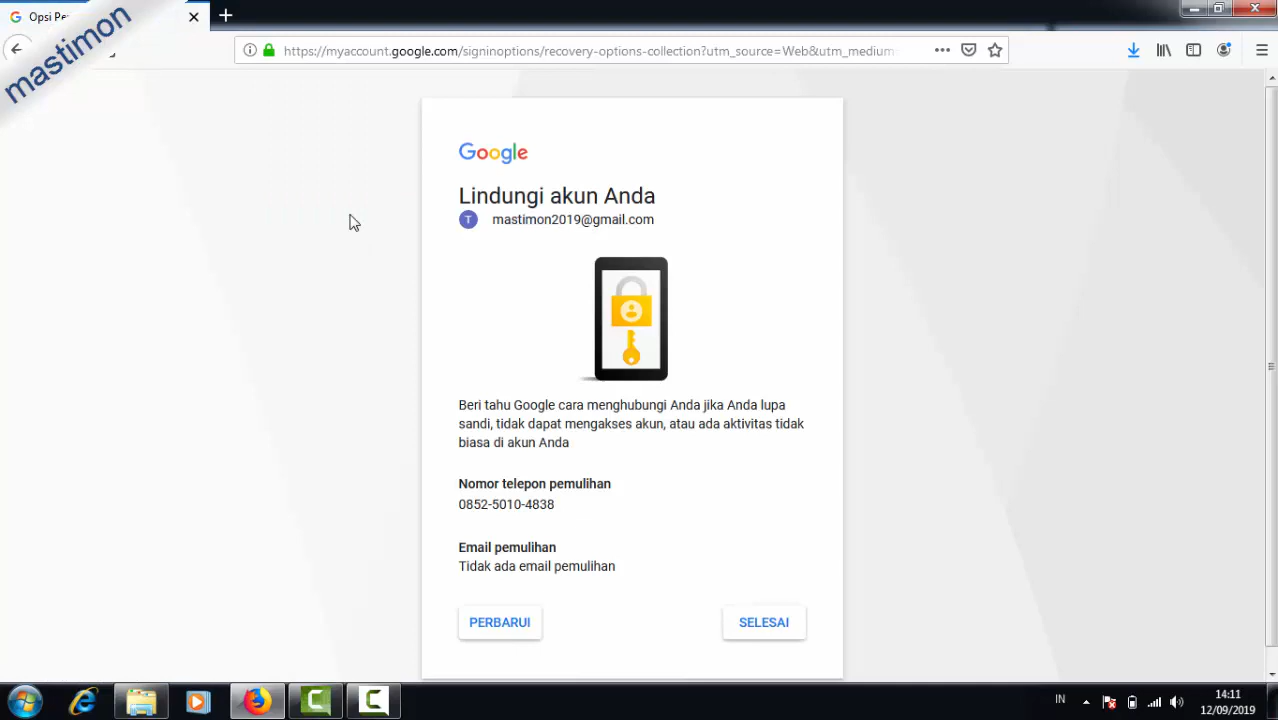 Opsi Pe
mastimon
https://myaccount.google.com/signinoptions/recovery-options-collection?utm_source=Web&utm_medium=
Google
Lindungi akun Anda
T mastimon2019@gmail.com
Beri tahu Google cara menghubungi Anda jika Anda lupa
sandi, tidak dapat mengakses akun, atau ada aktivitas tidak
biasa di akun Anda
Nomor telepon pemulihan
0852-5010-4838
Email pemulihan
Tidak ada email pemulihan
PERBARUI SELESAI
IN 14:11
12/09/2019